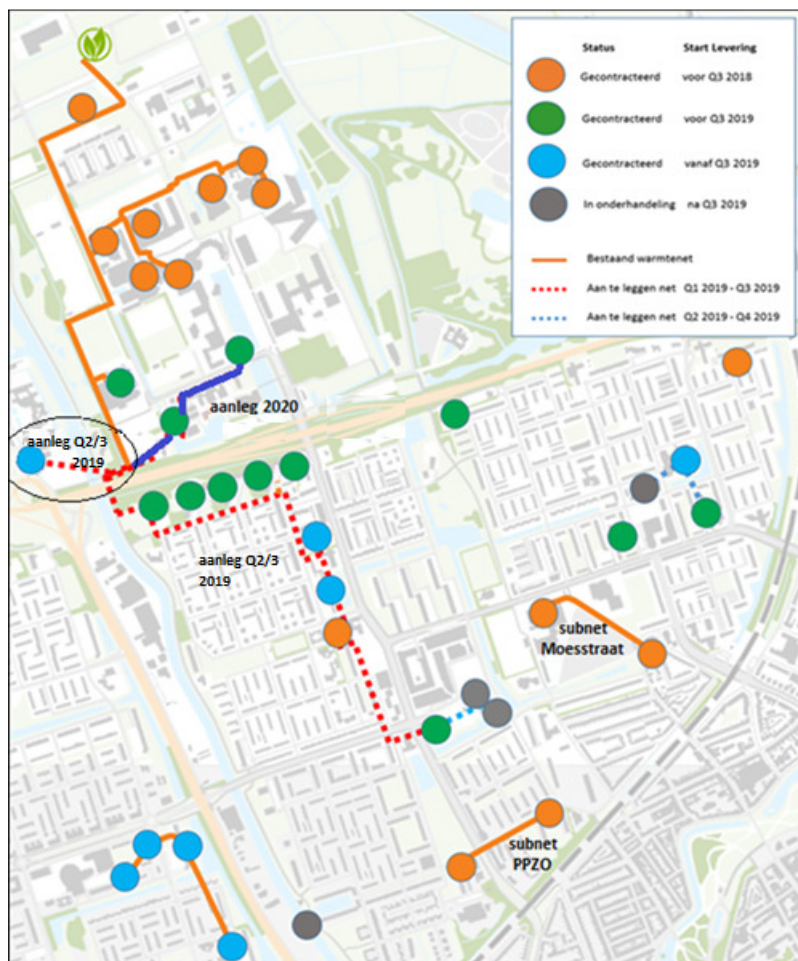 Status Start Levering
Gecontracteerd voor Q3 2018
Gecontracteerd voor Q3 2019
Gecontracteerd vanaf Q3 2019
In onderhandeling na Q3 2019
Bestaand warmtenet
Aan te leggen net Q1 2019 - Q3 2019
Aan te leggen net Q2 2019 - Q4 2019
aanleg 2020
aanleg Q2/3
2019
aanleg Q2/3
2019
subnet
Moesstraat
subnet
PPZO